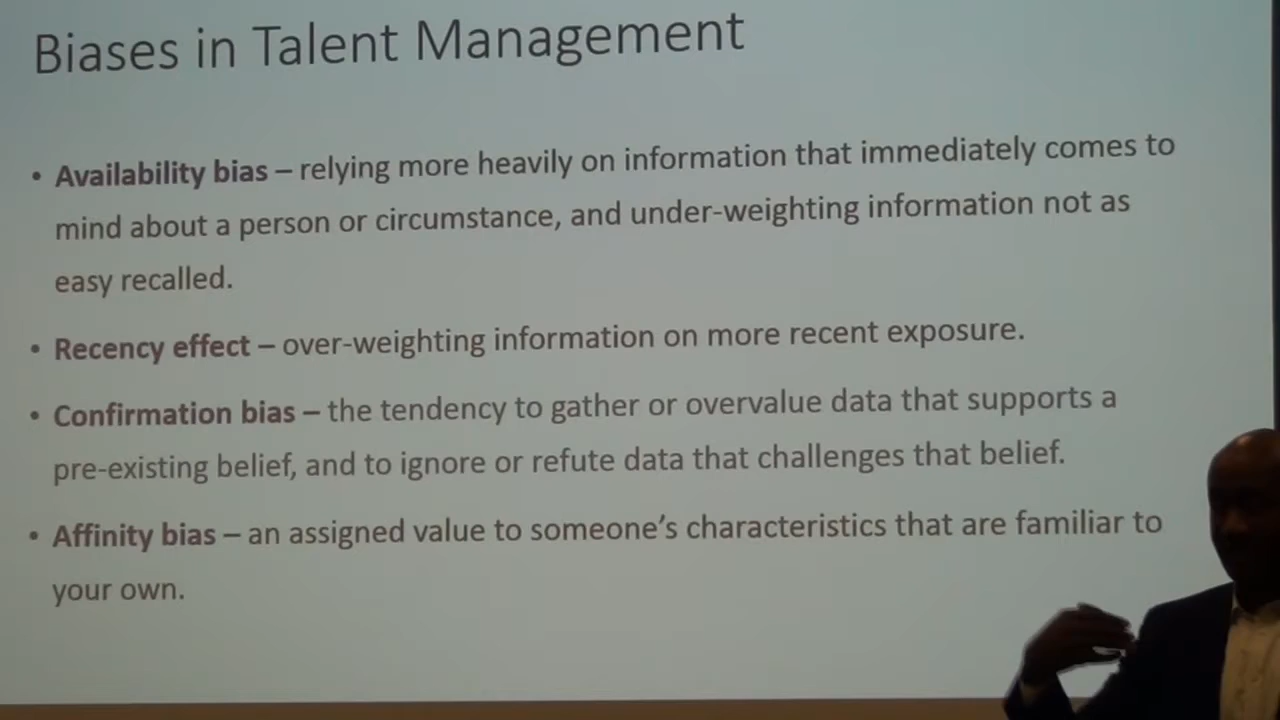 Biases in Talent Management
• Availability bias – relying more heavily on information that immediately comes to
mind about a person or circumstance, and under-weighting information not as
easy recalled.
• Recency effect – over-weighting information on more recent exposure.
• Confirmation bias – the tendency to gather or overvalue data that supports a
pre-existing belief, and to ignore or refute data that challenges that belief.
• Affinity bias – an assigned value to someone’s characteristics that are familiar to
your own.